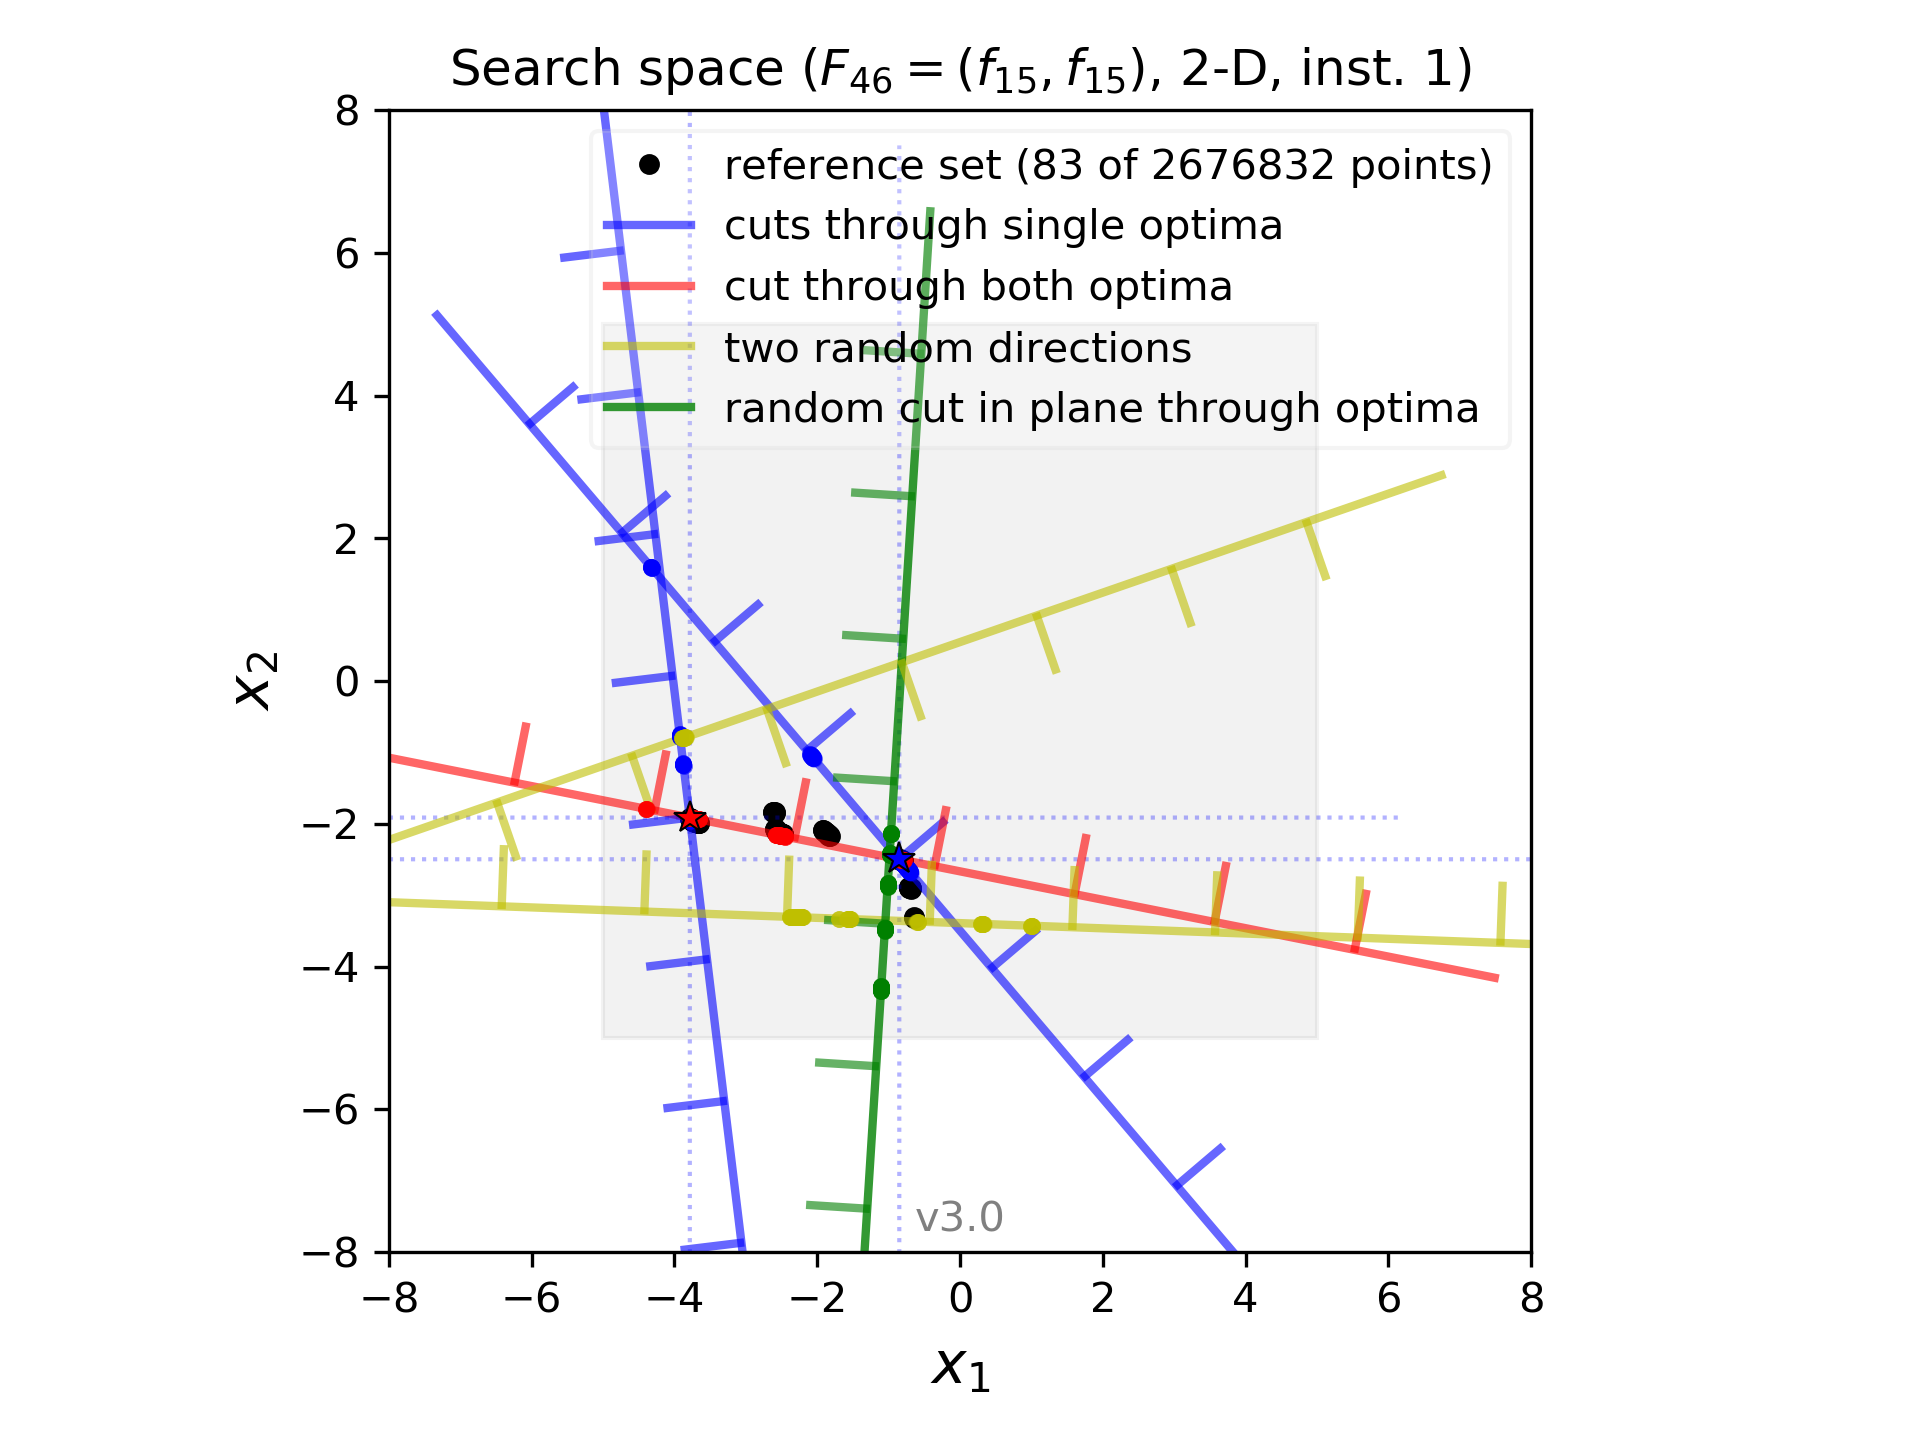 Search space (F₄₆ = (f₁₅, f₁₅), 2-D, inst. 1)
reference set (83 of 2676832 points)
cuts through single optima
cut through both optima
two random directions
random cut in plane through optima
8
6
4
2
0
−2
−4
−6
−8
x₂
v3.0
−8 −6 −4 −2 0 2 4 6 8
x₁